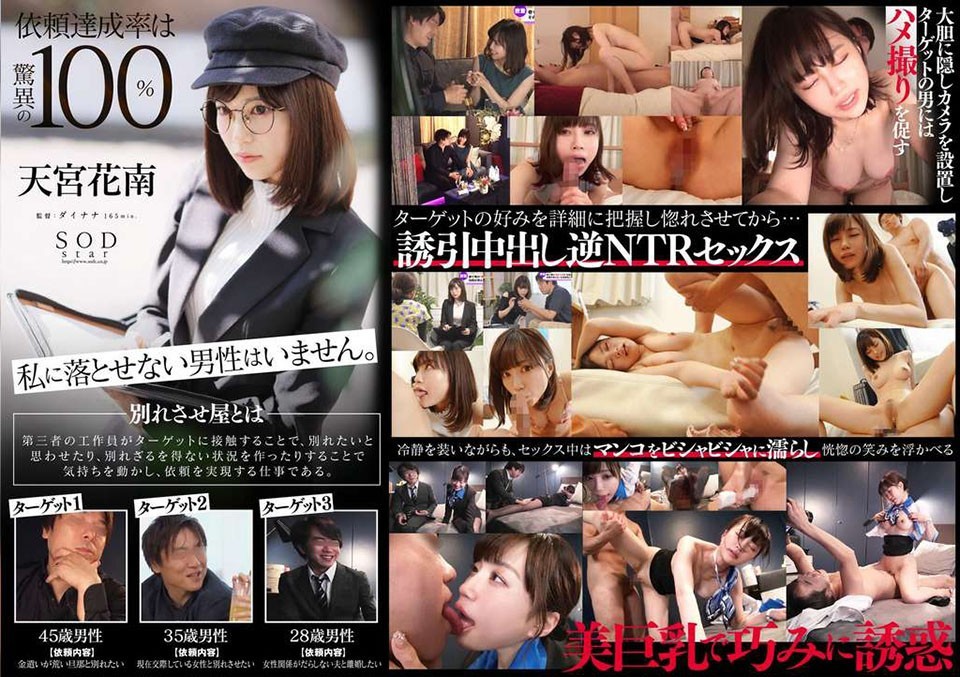 依頼達成率は
驚異の100%
天宮花南
監督:ダイナナ 165min.
SOD
star
私に落とせない男性はいません。
別れさせ屋とは
第三者の工作員がターゲットに接触することで、別れたいと
思わせたり、別れざるを得ない状況を作ったりすることで
気持ちを動かし、依頼を実現する仕事である。
ターゲット1
45歳男性
【依頼内容】
金遣いが荒い旦那と別れたい
ターゲット2
35歳男性
【依頼内容】
現在交際している女性と別れさせたい
ターゲット3
28歳男性
【依頼内容】
女性関係がだらしない夫と離婚したい
大胆に隠しカメラを設置し
ターゲットの男には
ハメ撮りを促す
ターゲットの好みを詳細に把握し惚れさせてから…
誘引中出し逆NTRセックス
冷静を装いながらも、セックス中はマンコをビシャビシャに濡らし恍惚の笑みを浮かべる
美巨乳で巧みに誘惑